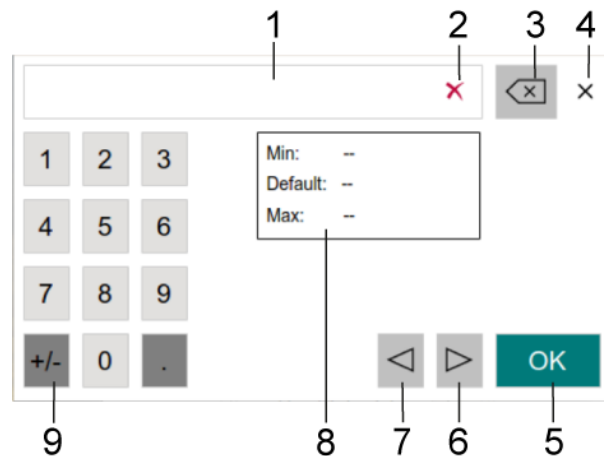 1 2 3 4
1 2 3
Min: --
Default: --
Max: --
4 5 6
7 8 9
+/- 0 .
OK
9 8 7 6 5